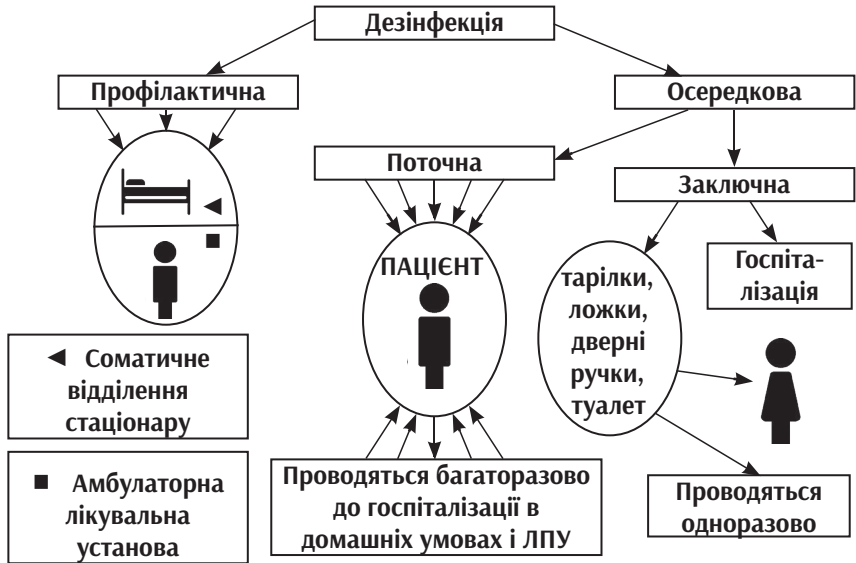 Дезінфекція
Профілактична
Осередкова
Поточна
Заключна
ПАЦІЄНТ
тарілки,
ложки,
дверні
ручки,
туалет
Госпіта-
лізація
◄ Соматичне
відділення
стаціонару
■ Амбулаторна
лікувальна
установа
Проводяться багаторазово
до госпіталізації в
домашніх умовах і ЛПУ
Проводяться
одноразово